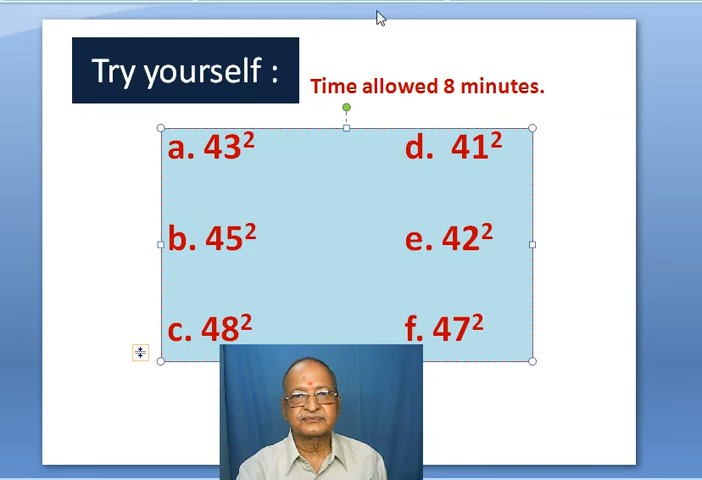 Try yourself :
Time allowed 8 minutes.
a. 43²
d. 41²
b. 45²
e. 42²
c. 48²
f. 47²